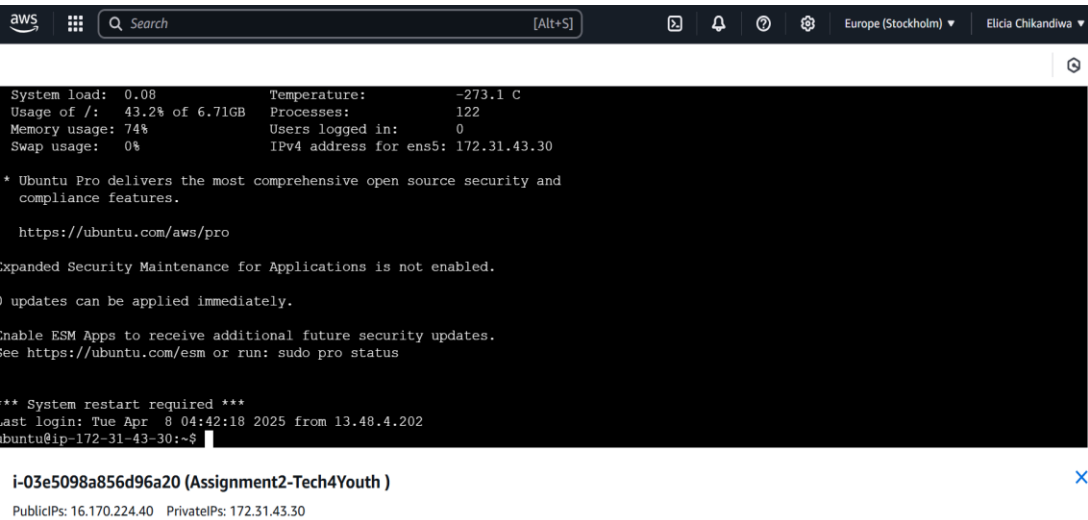 aws Search [Alt+S] Europe (Stockholm) Elicia Chikandiwa
System load: 0.08 Temperature: -273.1 C
Usage of /: 43.2% of 6.71GB Processes: 122
Memory usage: 74% Users logged in: 0
Swap usage: 0% IPv4 address for ens5: 172.31.43.30
* Ubuntu Pro delivers the most comprehensive open source security and
compliance features.
https://ubuntu.com/aws/pro
Expanded Security Maintenance for Applications is not enabled.
0 updates can be applied immediately.
Enable ESM Apps to receive additional future security updates.
See https://ubuntu.com/esm or run: sudo pro status
*** System restart required ***
Last login: Tue Apr 8 04:42:18 2025 from 13.48.4.202
ubuntu@ip-172-31-43-30:~$
i-03e5098a856d96a20 (Assignment2-Tech4Youth )
PublicIPs: 16.170.224.40 PrivateIPs: 172.31.43.30